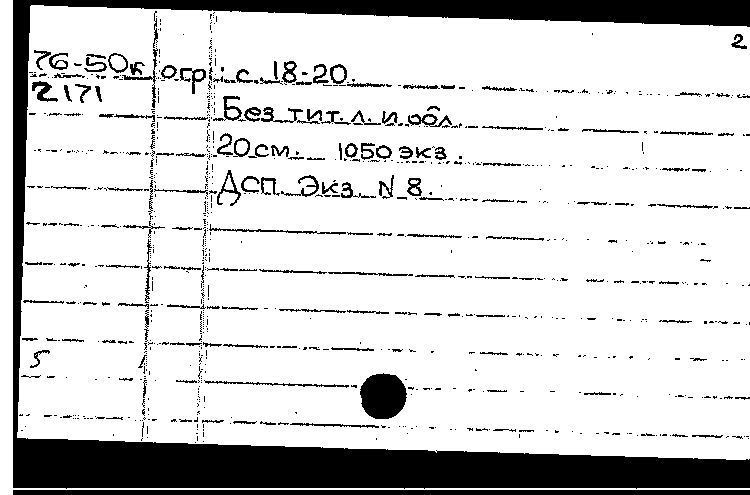 2
76-50к огр.: с. 18-20.
2171
Без тит. л. и обл.
20 см. 1050 экз.
ДСП. Экз. N 8.
5